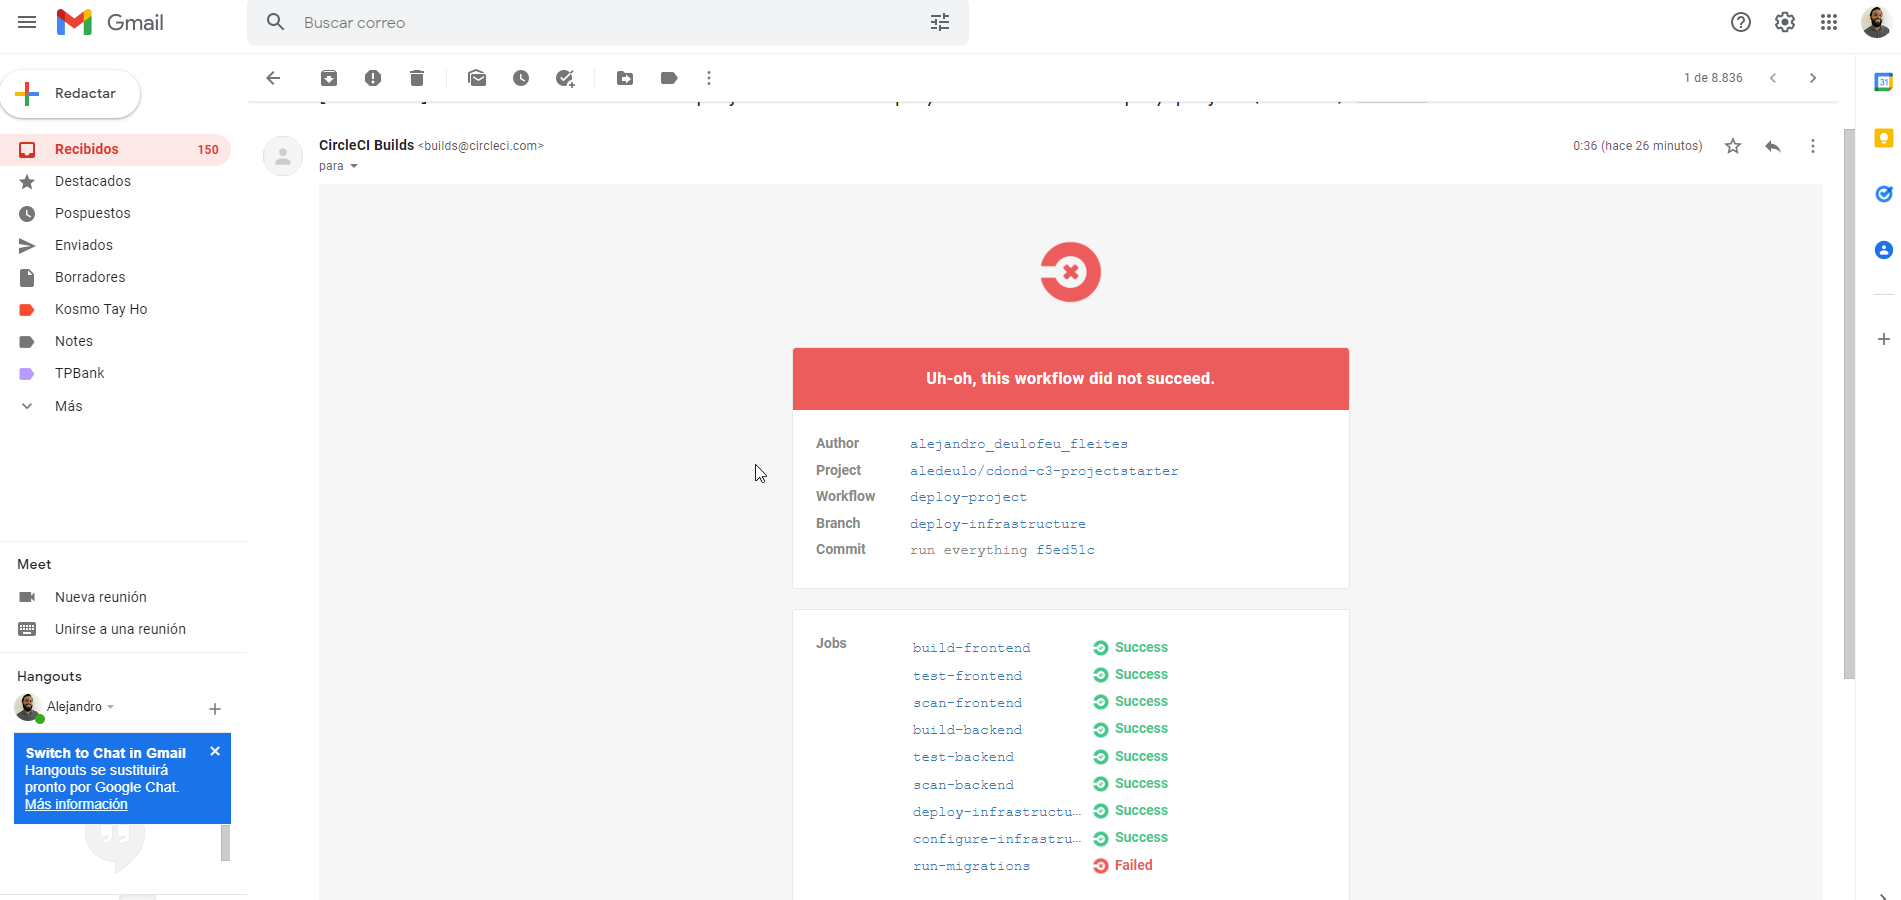 Gmail
Buscar correo
Redactar
1 de 8.836
Recibidos 150
Destacados
Pospuestos
Enviados
Borradores
Kosmo Tay Ho
Notes
TPBank
Más
Meet
Nueva reunión
Unirse a una reunión
Hangouts
Alejandro
Switch to Chat in Gmail
Hangouts se sustituirá
pronto por Google Chat.
Más información
CircleCI Builds <builds@circleci.com>
0:36 (hace 26 minutos)
para
Uh-oh, this workflow did not succeed.
Author alejandro_deulofeu_fleites
Project aledeulo/cdond-c3-projectstarter
Workflow deploy-project
Branch deploy-infrastructure
Commit run everything f5ed51c
Jobs build-frontend Success
test-frontend Success
scan-frontend Success
build-backend Success
test-backend Success
scan-backend Success
deploy-infrastructu… Success
configure-infrastru… Success
run-migrations Failed
31